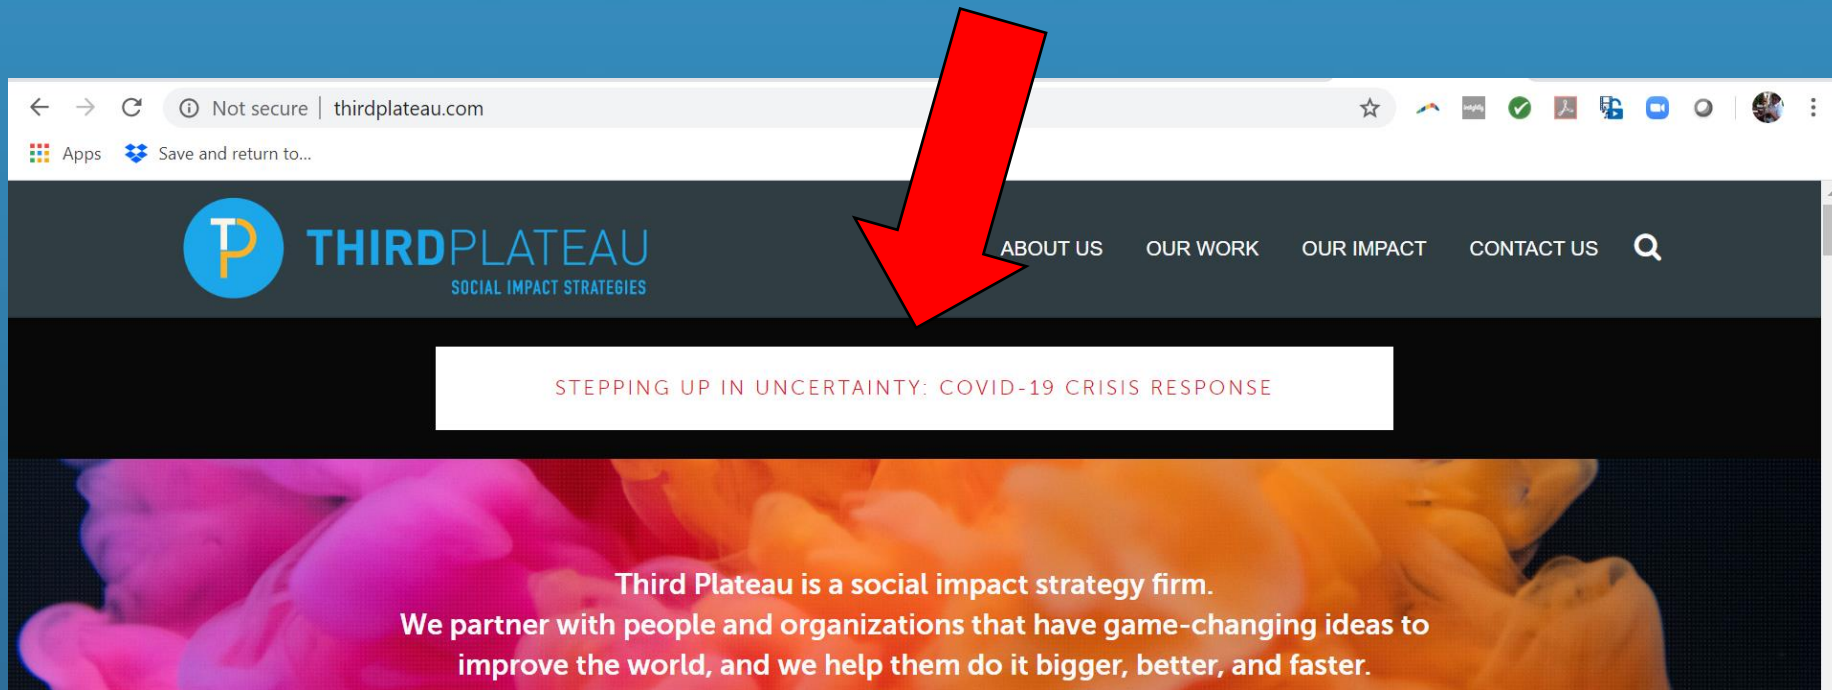 Not secure | thirdplateau.com
Apps Save and return to...
TP THIRDPLATEAU
SOCIAL IMPACT STRATEGIES
ABOUT US OUR WORK OUR IMPACT CONTACT US
STEPPING UP IN UNCERTAINTY: COVID-19 CRISIS RESPONSE
Third Plateau is a social impact strategy firm.
We partner with people and organizations that have game-changing ideas to
improve the world, and we help them do it bigger, better, and faster.